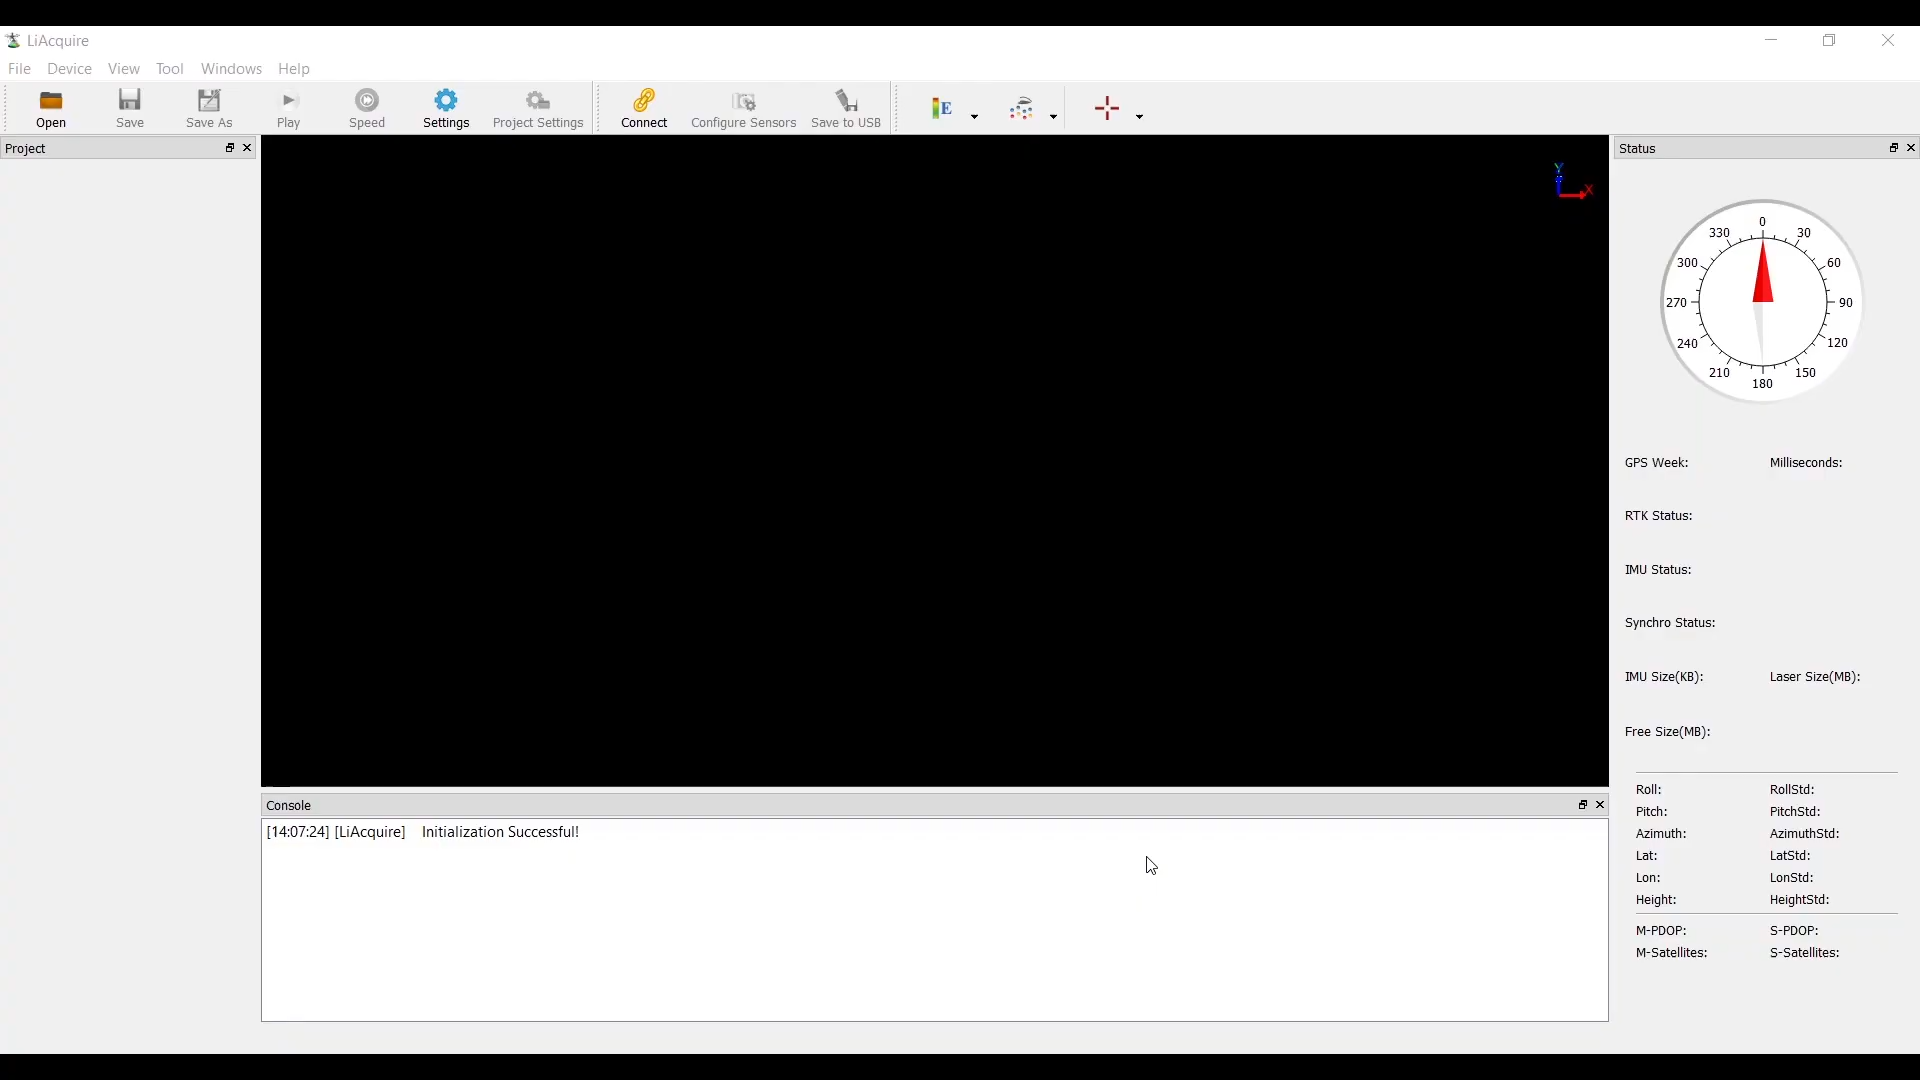 LiAcquire
File Device View Tool Windows Help
Open Save Save As Play Speed Settings Project Settings Connect Configure Sensors Save to USB E
Project
Status
Y
X
0
330 30
300 60
270 90
240 120
210 150
180
GPS Week: Milliseconds:
RTK Status:
IMU Status:
Synchro Status:
IMU Size(KB): Laser Size(MB):
Free Size(MB):
Roll: RollStd:
Pitch: PitchStd:
Azimuth: AzimuthStd:
Lat: LatStd:
Lon: LonStd:
Height: HeightStd:
M-PDOP: S-PDOP:
M-Satellites: S-Satellites:
Console
[14:07:24] [LiAcquire] Initialization Successful!